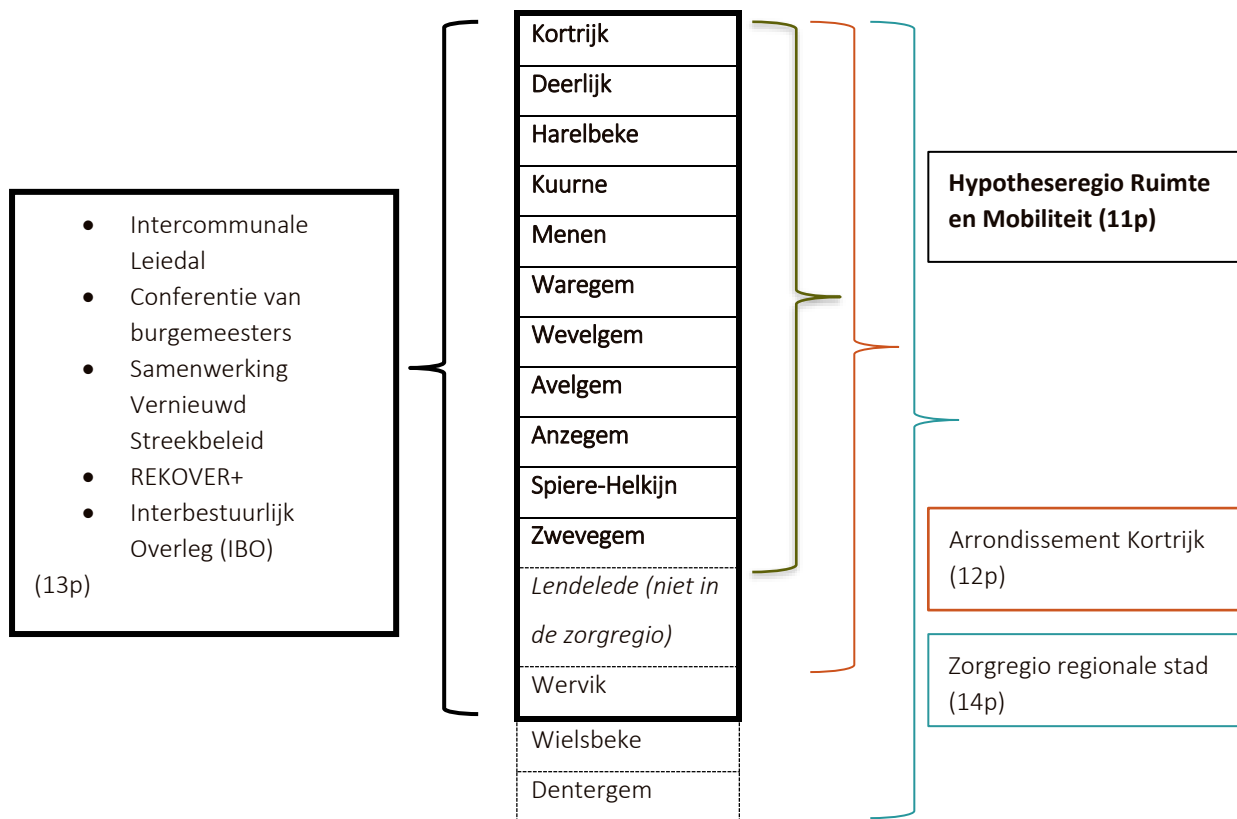 • Intercommunale
Leiedal
• Conferentie van
burgemeesters
• Samenwerking
Vernieuwd
Streekbeleid
• REKOVER+
• Interbestuurlijk
Overleg (IBO)
(13p)
Kortrijk
Deerlijk
Harelbeke
Kuurne
Menen
Waregem
Wevelgem
Avelgem
Anzegem
Spiere-Helkijn
Zwevegem
Lendelede (niet in
de zorgregio)
Wervik
Wielsbeke
Dentergem
Hypotheseregio Ruimte
en Mobiliteit (11p)
Arrondissement Kortrijk
(12p)
Zorgregio regionale stad
(14p)